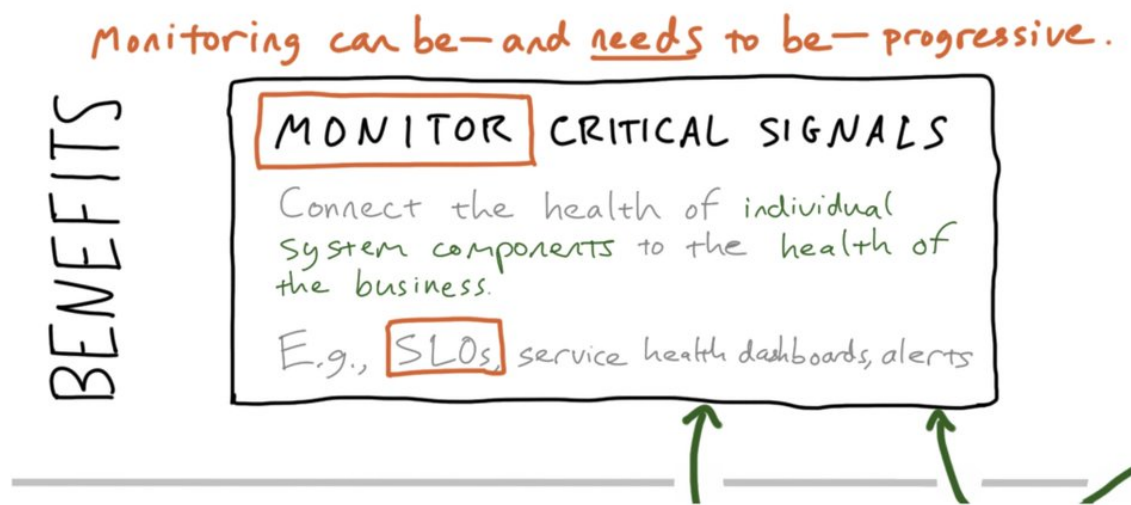 Monitoring can be—and needs to be—progressive.
BENEFITS
MONITOR CRITICAL SIGNALS
Connect the health of individual
system components to the health of
the business.
E.g., SLOs, service health dashboards, alerts